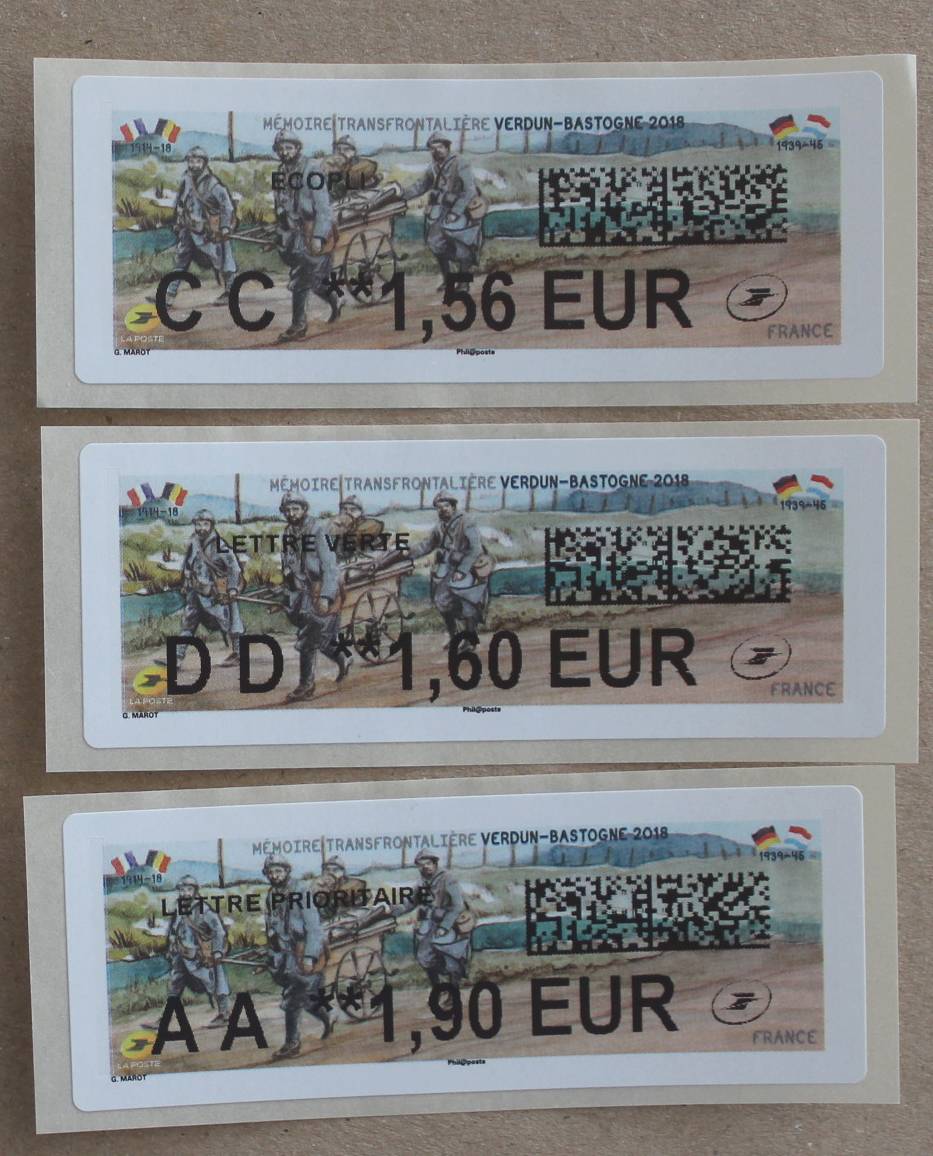 MÉMOIRE TRANSFRONTALIÈRE VERDUN-BASTOGNE 2018
1914-18
1939-45
ECOPLI
CC **1,56 EUR
LA POSTE
FRANCE
G. MAROT
Phil@poste
MÉMOIRE TRANSFRONTALIÈRE VERDUN-BASTOGNE 2018
1914-18
1939-45
LETTRE VERTE
DD **1,60 EUR
LA POSTE
FRANCE
G. MAROT
Phil@poste
MÉMOIRE TRANSFRONTALIÈRE VERDUN-BASTOGNE 2018
1914-18
1939-45
LETTRE PRIORITAIRE
AA **1,90 EUR
LA POSTE
FRANCE
G. MAROT
Phil@poste